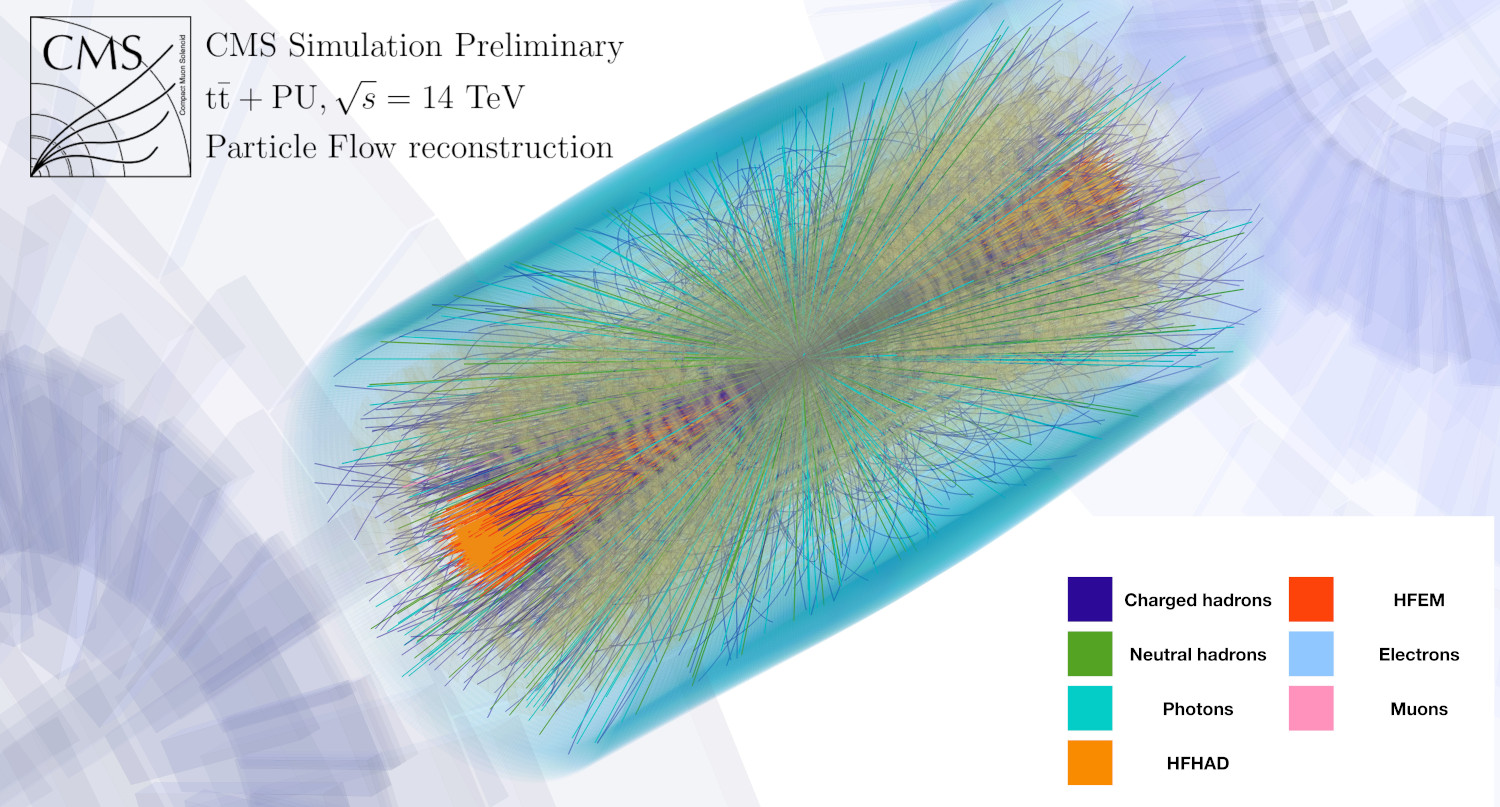 CMS
Compact Muon Solenoid
CMS Simulation Preliminary
tt̄ + PU, √s = 14 TeV
Particle Flow reconstruction
Charged hadrons
HFEM
Neutral hadrons
Electrons
Photons
Muons
HFHAD